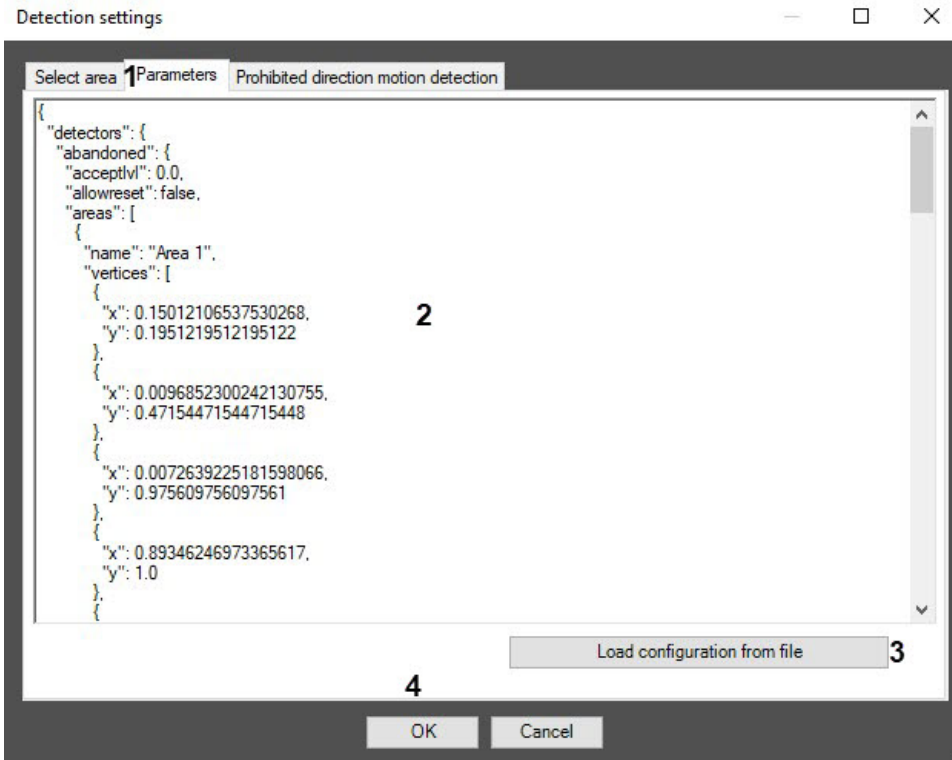 Detection settings
Select area 1 Parameters Prohibited direction motion detection
{
"detectors": {
"abandoned": {
"acceptlvl": 0.0,
"allowreset": false,
"areas": [
{
"name": "Area 1",
"vertices": [
{
"x": 0.15012106537530268,
"y": 0.1951219512195122
2
},
{
"x": 0.0096852300242130755,
"y": 0.47154471544715448
},
{
"x": 0.0072639225181598066,
"y": 0.975609756097561
},
{
"x": 0.89346246973365617,
"y": 1.0
},
{
Load configuration from file 3
4
OK Cancel